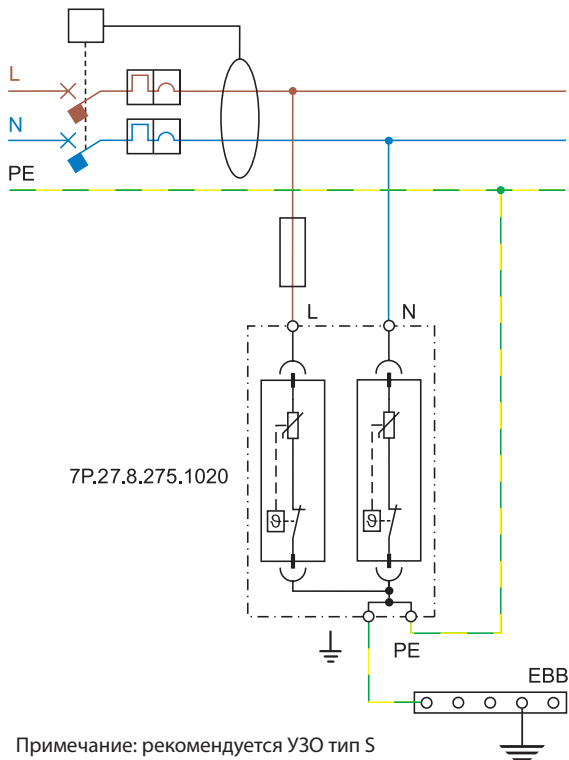 L
N
PE
L
N
7P.27.8.275.1020
ϑ
ϑ
PE
EBB
Примечание: рекомендуется УЗО тип S